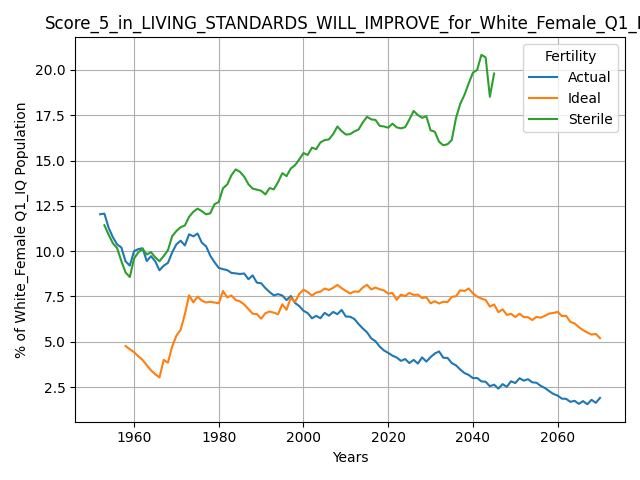 Score_5_in_LIVING_STANDARDS_WILL_IMPROVE_for_White_Female_Q1_I
% of White_Female Q1_IQ Population
20.0
17.5
15.0
12.5
10.0
7.5
5.0
2.5
Fertility
Actual
Ideal
Sterile
1960
1980
2000
2020
2040
2060
Years